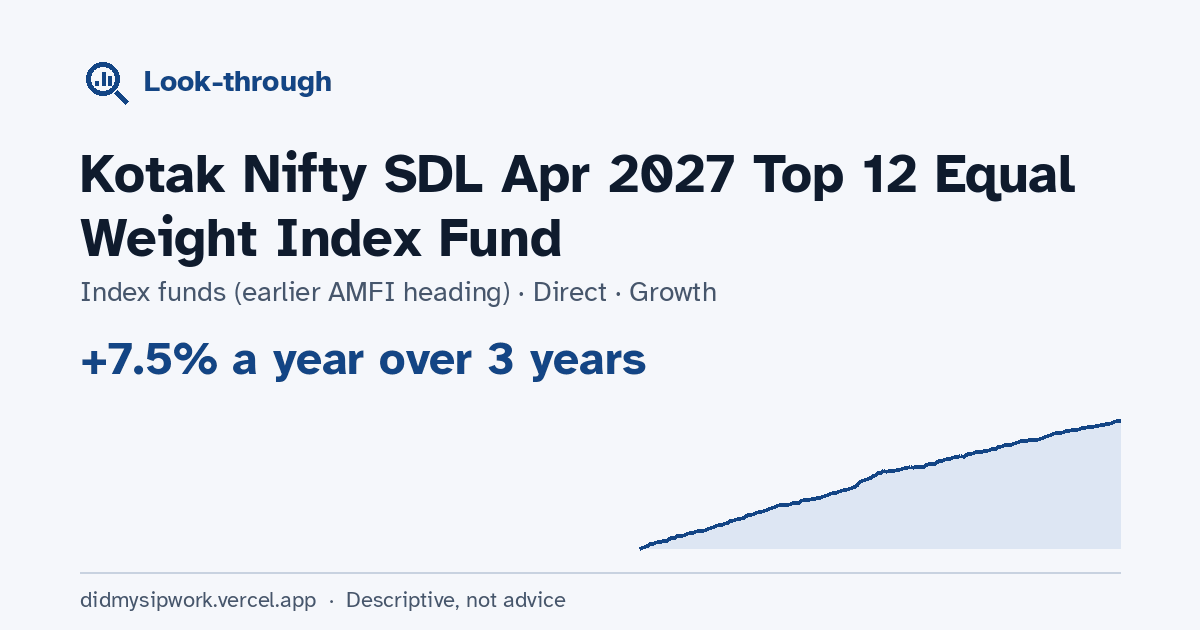 Look-through
Kotak Nifty SDL Apr 2027 Top 12 Equal
Weight Index Fund
Index funds (earlier AMFI heading) · Direct · Growth
+7.5% a year over 3 years
didmysipwork.vercel.app · Descriptive, not advice